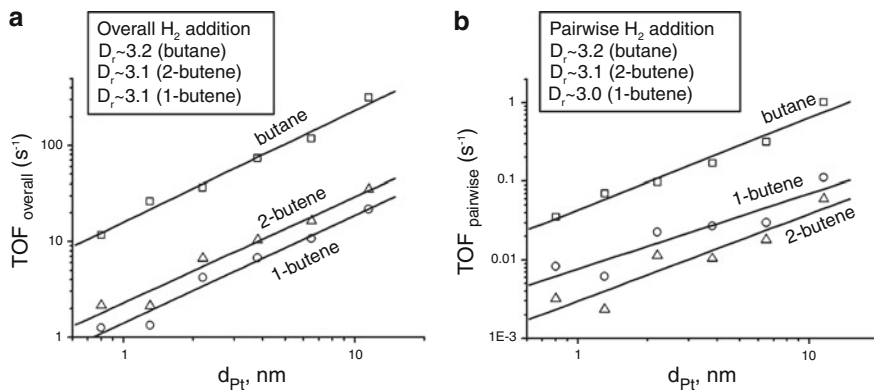 a
Overall H₂ addition
Dᵣ~3.2 (butane)
Dᵣ~3.1 (2-butene)
Dᵣ~3.1 (1-butene)
TOF overall (s⁻¹)
100
10
1
butane
2-butene
1-butene
1
10
d_Pt, nm
b
Pairwise H₂ addition
Dᵣ~3.2 (butane)
Dᵣ~3.1 (2-butene)
Dᵣ~3.0 (1-butene)
TOF pairwise (s⁻¹)
1
0.1
0.01
1E-3
butane
1-butene
2-butene
1
10
d_Pt, nm